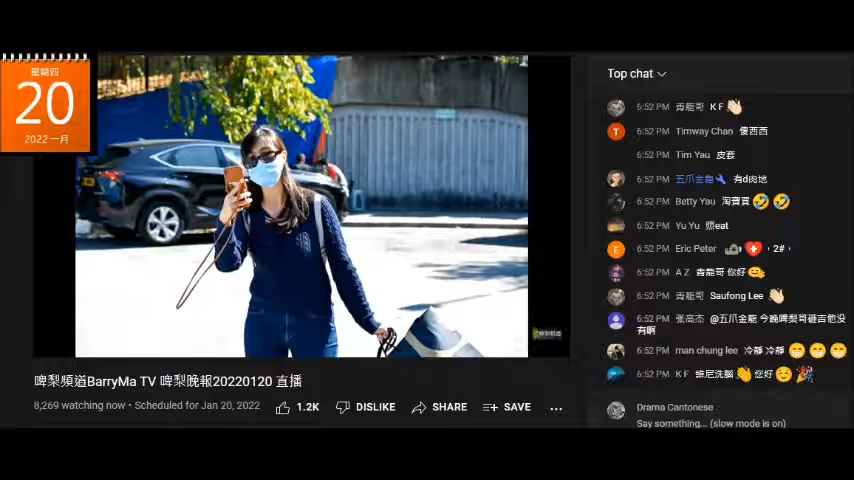 星期四
20
2022 一月
Top chat
6:52 PM 青龍哥 K F
6:52 PM Timway Chan 傻西西
6:52 PM Tim Yau 皮套
6:52 PM 五爪金龍 有d肉地
6:52 PM Betty Yau 淘寶買
6:52 PM Yu Yu 照eat
6:52 PM Eric Peter ，2#，
6:52 PM A Z 青龍哥 你好
6:52 PM 青龍哥 Saufong Lee
6:52 PM 张高杰 @五爪金龍 今晚啤梨哥砸吉他没
有啊
6:52 PM man chung lee 冷靜 冷靜
6:52 PM K F 維尼洗腦 您好
Drama Cantonese
Say something... (slow mode is on)
啤梨頻道BarryMa TV 啤梨晚報20220120 直播
8,269 watching now • Scheduled for Jan 20, 2022
1.2K DISLIKE SHARE SAVE